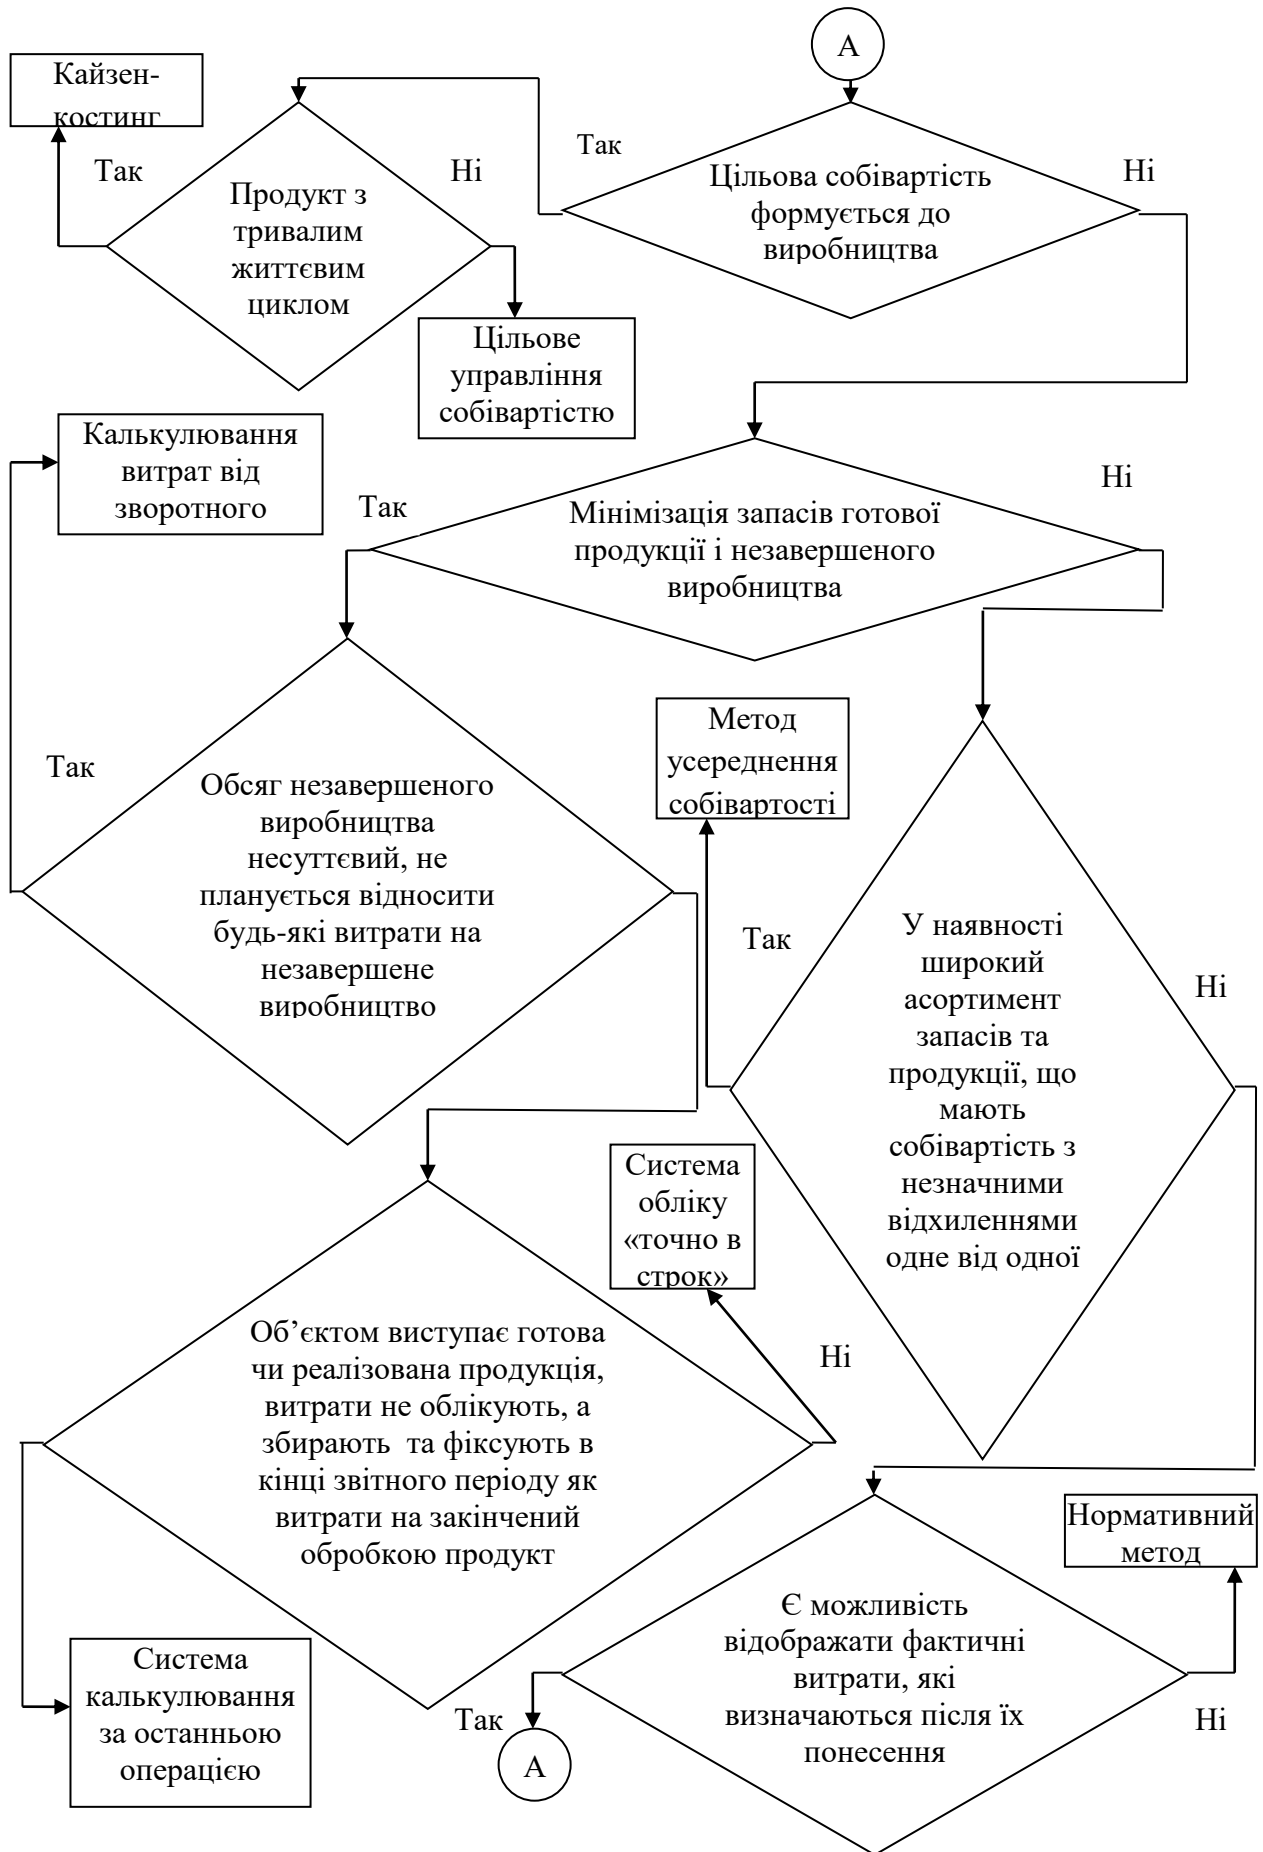 А
Кайзен-
костинг
Так
Ні
Продукт з
тривалим
життєвим
циклом
Так
Ні
Цільова собівартість
формується до
виробництва
Цільове
управління
собівартістю
Калькулювання
витрат від
зворотного
Так
Ні
Мінімізація запасів готової
продукції і незавершеного
виробництва
Так
Обсяг незавершеного
виробництва
несуттєвий, не
планується відносити
будь-які витрати на
незавершене
виробництво
Метод
усереднення
собівартості
Так
Ні
У наявності
широкий
асортимент
запасів та
продукції, що
мають
собівартість з
незначними
відхиленнями
одне від одної
Система
обліку
«точно в
строк»
Ні
Об’єктом виступає готова
чи реалізована продукція,
витрати не облікують, а
збирають та фіксують в
кінці звітного періоду як
витрати на закінчений
обробкою продукт
Система
калькулювання
за останньою
операцією
Нормативний
метод
Є можливість
відображати фактичні
витрати, які
визначаються після їх
понесення
Так
Ні
А